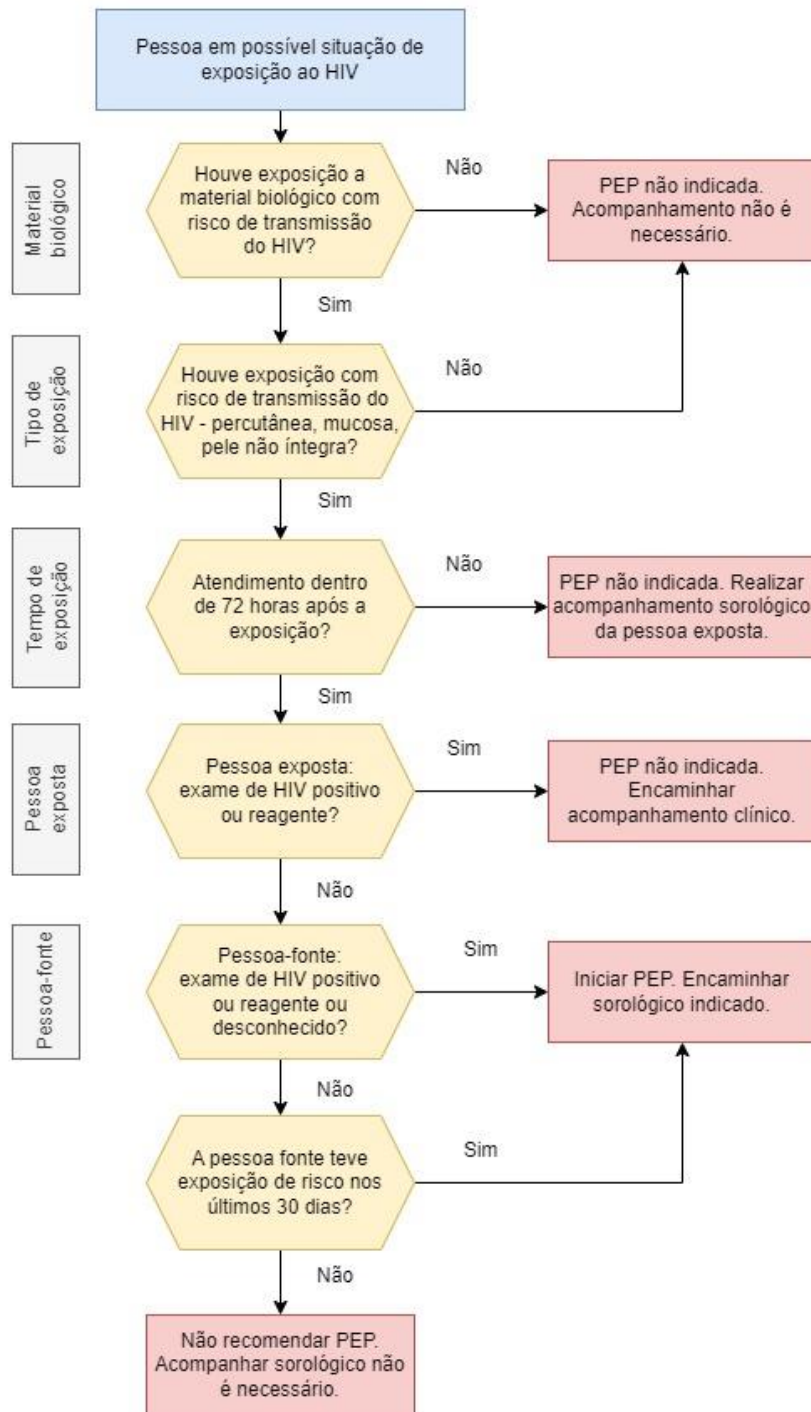 Pessoa em possível situação de
exposição ao HIV
Material
biológico
Houve exposição a
material biológico com
risco de transmissão
do HIV?
Não
PEP não indicada.
Acompanhamento não é
necessário.
Sim
Tipo de
exposição
Houve exposição com
risco de transmissão do
HIV - percutânea, mucosa,
pele não íntegra?
Não
Sim
Tempo de
exposição
Atendimento dentro
de 72 horas após a
exposição?
Não
PEP não indicada. Realizar
acompanhamento sorológico
da pessoa exposta.
Sim
Pessoa
exposta
Pessoa exposta:
exame de HIV positivo
ou reagente?
Sim
PEP não indicada.
Encaminhar
acompanhamento clínico.
Não
Pessoa-fonte
Pessoa-fonte:
exame de HIV positivo
ou reagente ou
desconhecido?
Sim
Iniciar PEP. Encaminhar
sorológico indicado.
Não
A pessoa fonte teve
exposição de risco nos
últimos 30 dias?
Sim
Não
Não recomendar PEP.
Acompanhar sorológico não
é necessário.